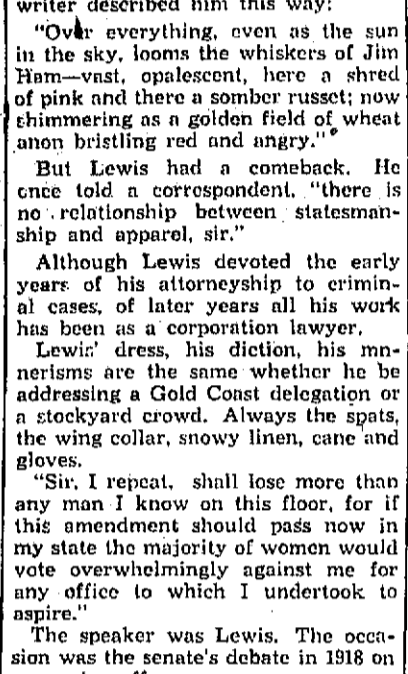 writer described him this way:
"Over everything, even as the sun
in the sky, looms the whiskers of Jim
Ham—vast, opalescent, here a shred
of pink and there a somber russet; now
shimmering as a golden field of wheat
anon bristling red and angry."
But Lewis had a comeback. He
once told a correspondent, "there is
no relationship between statesman-
ship and apparel, sir."
Although Lewis devoted the early
years of his attorneyship to crimin-
al cases, of later years all his work
has been as a corporation lawyer.
Lewis' dress, his diction, his man-
nerisms are the same whether he be
addressing a Gold Coast delegation or
a stockyard crowd. Always the spats,
the wing collar, snowy linen, cane and
gloves.
"Sir, I repeat, shall lose more than
any man I know on this floor, for if
this amendment should pass now in
my state the majority of women would
vote overwhelmingly against me for
any office to which I undertook to
aspire."
The speaker was Lewis. The occa-
sion was the senate's debate in 1918 on